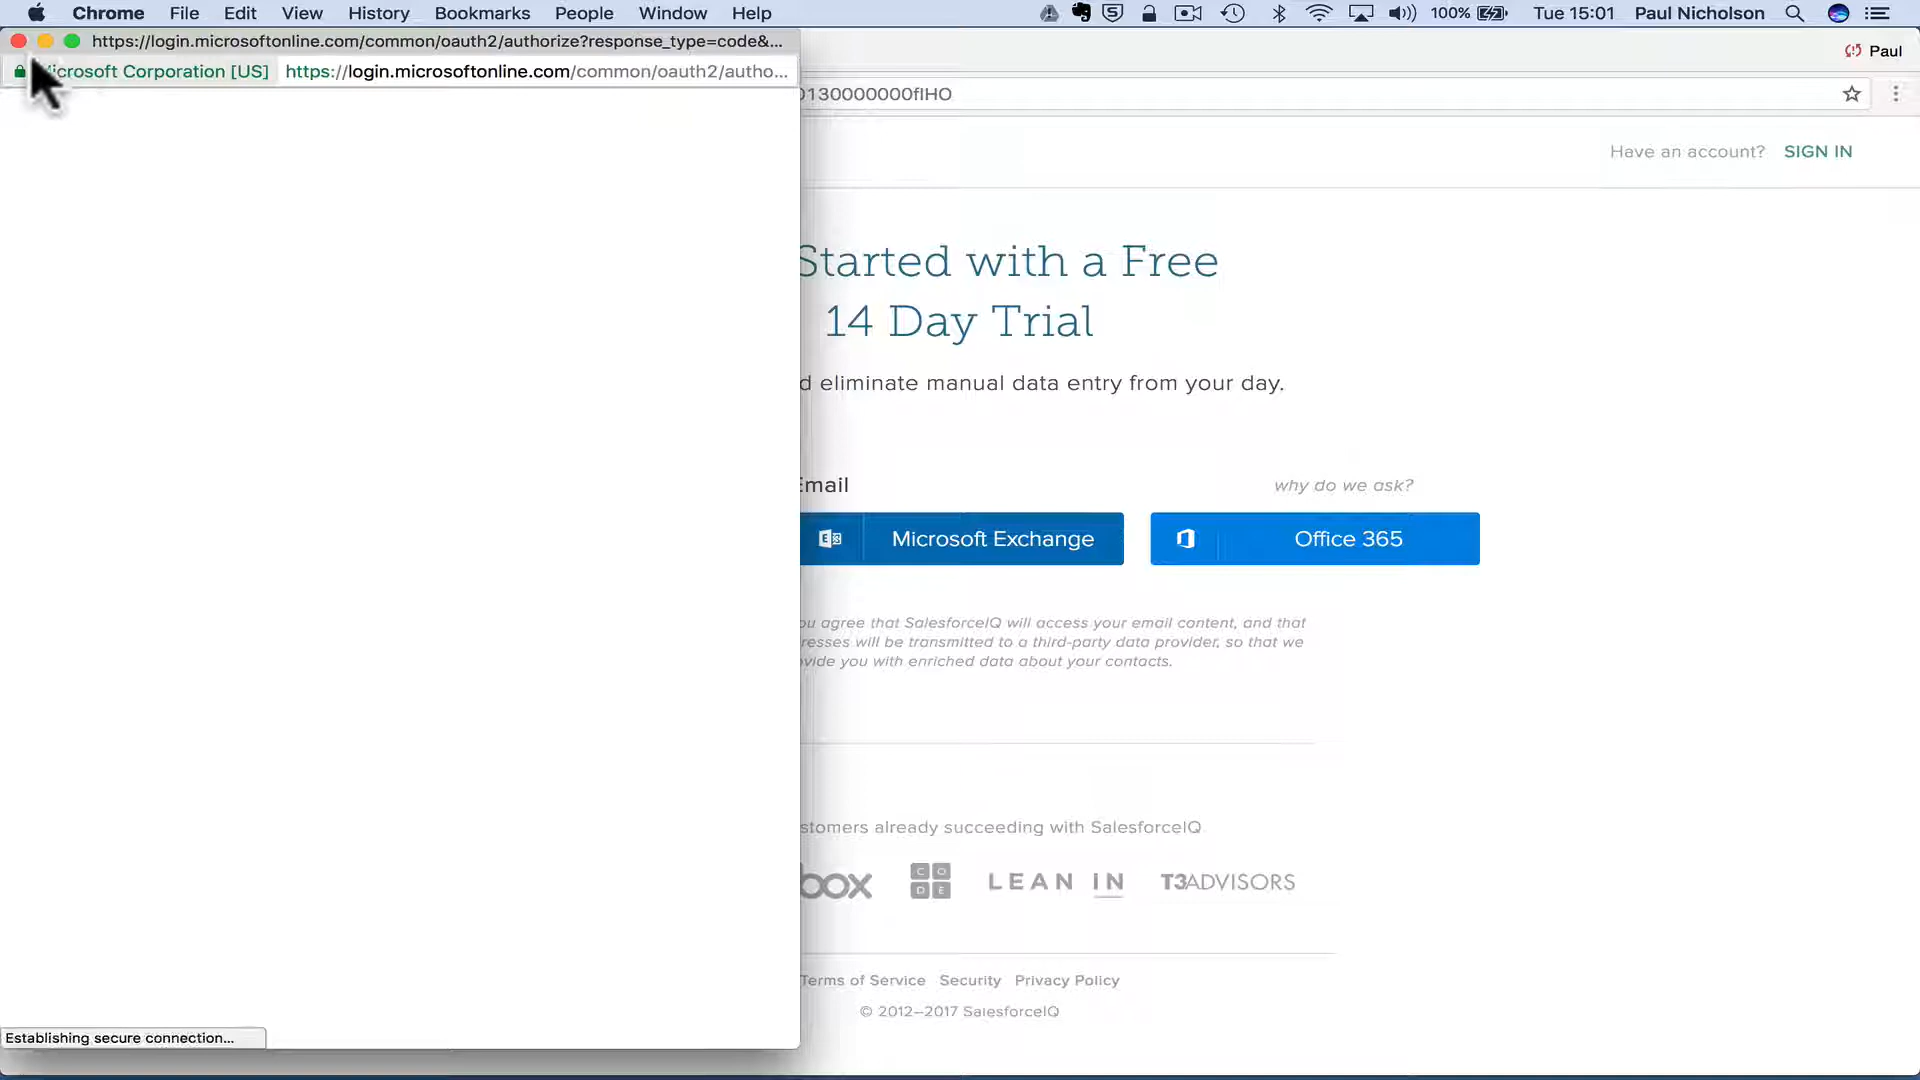 Chrome File Edit View History Bookmarks People Window Help 100% Tue 15:01 Paul Nicholson
https://login.microsoftonline.com/common/oauth2/authorize?response_type=code&...
Paul
Microsoft Corporation [US] https://login.microsoftonline.com/common/oauth2/autho...
0130000000fIHO
Have an account? SIGN IN
Started with a Free
14 Day Trial
d eliminate manual data entry from your day.
Email
why do we ask?
Microsoft Exchange
Office 365
ou agree that SalesforceIQ will access your email content, and that
resses will be transmitted to a third-party data provider, so that we
ovide you with enriched data about your contacts.
stomers already succeeding with SalesforceIQ
box
CODE
LEAN IN
T3ADVISORS
Terms of Service Security Privacy Policy
© 2012–2017 SalesforceIQ
Establishing secure connection...